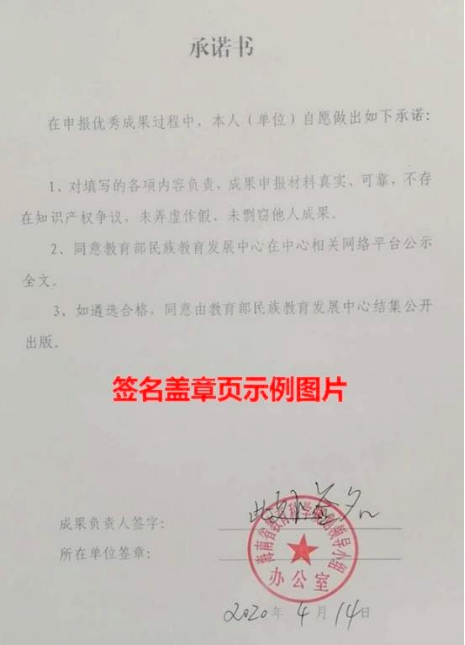 承诺书
在申报优秀成果过程中，本人（单位）自愿做出如下承诺：
1、对填写的各项内容负责，成果申报材料真实、可靠，不存
在知识产权争议，未弄虚作假、未剽窃他人成果。
2、同意教育部民族教育发展中心在中心相关网络平台公示
全文。
3、如遴选合格，同意由教育部民族教育发展中心结集公开
出版。
签名盖章页示例图片
成果负责人签字：
所在单位签章：
办公室
2020年4月14日